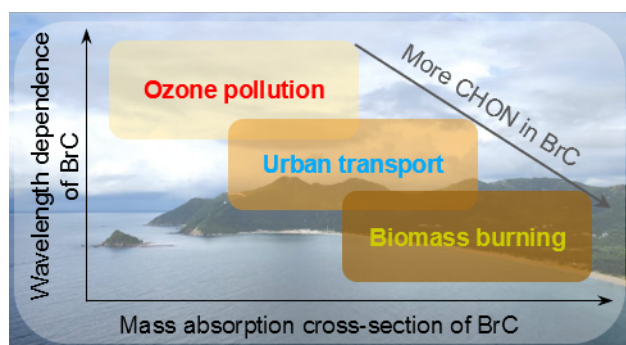 Wavelength dependence
of BrC
Ozone pollution
More CHON in BrC
Urban transport
Biomass burning
Mass absorption cross-section of BrC